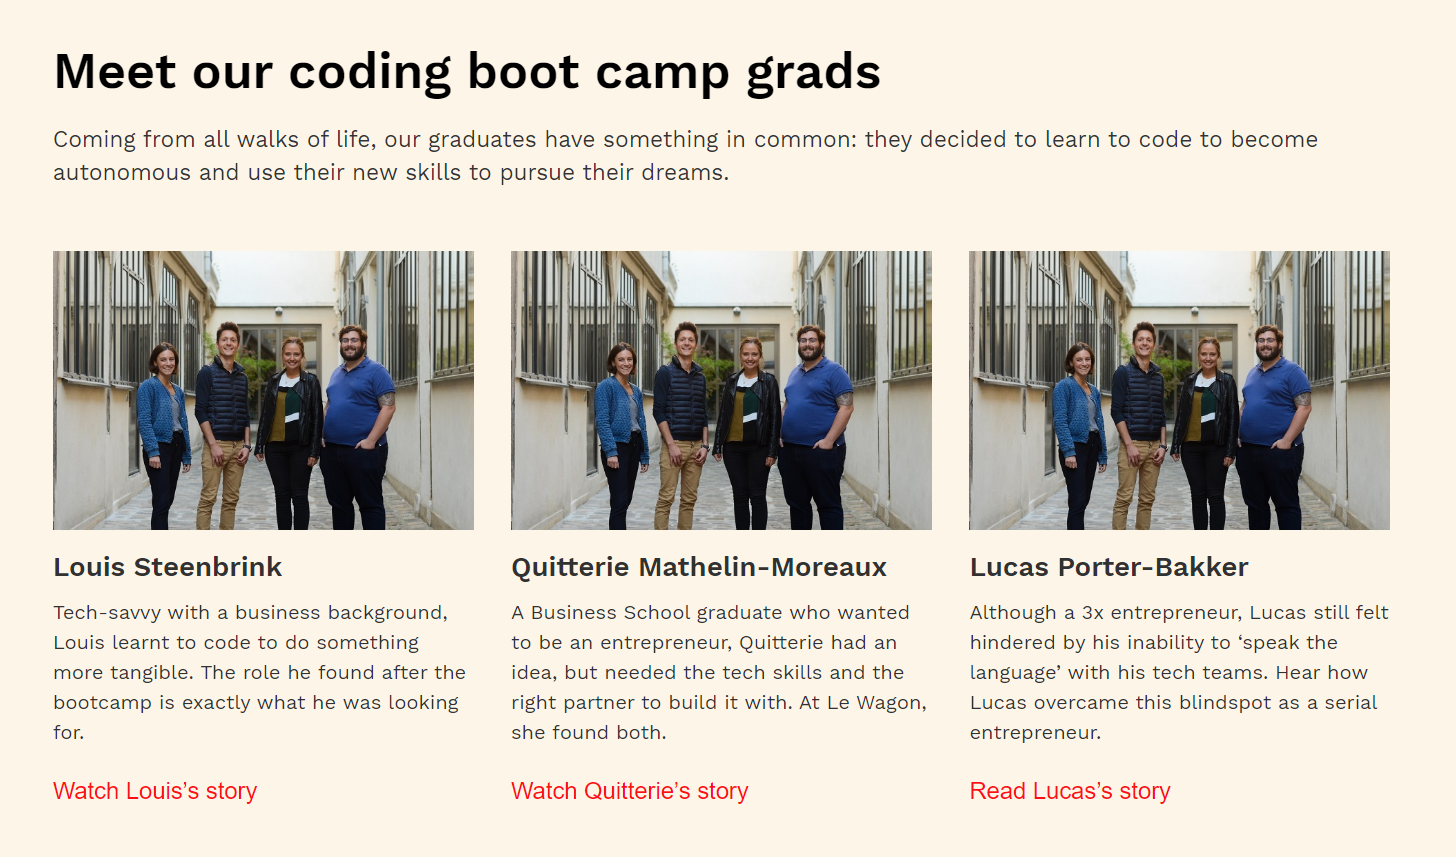 Meet our coding boot camp grads
Coming from all walks of life, our graduates have something in common: they decided to learn to code to become
autonomous and use their new skills to pursue their dreams.
Louis Steenbrink
Tech-savvy with a business background,
Louis learnt to code to do something
more tangible. The role he found after the
bootcamp is exactly what he was looking
for.
Watch Louis’s story
Quitterie Mathelin-Moreaux
A Business School graduate who wanted
to be an entrepreneur, Quitterie had an
idea, but needed the tech skills and the
right partner to build it with. At Le Wagon,
she found both.
Watch Quitterie’s story
Lucas Porter-Bakker
Although a 3x entrepreneur, Lucas still felt
hindered by his inability to ‘speak the
language’ with his tech teams. Hear how
Lucas overcame this blindspot as a serial
entrepreneur.
Read Lucas’s story